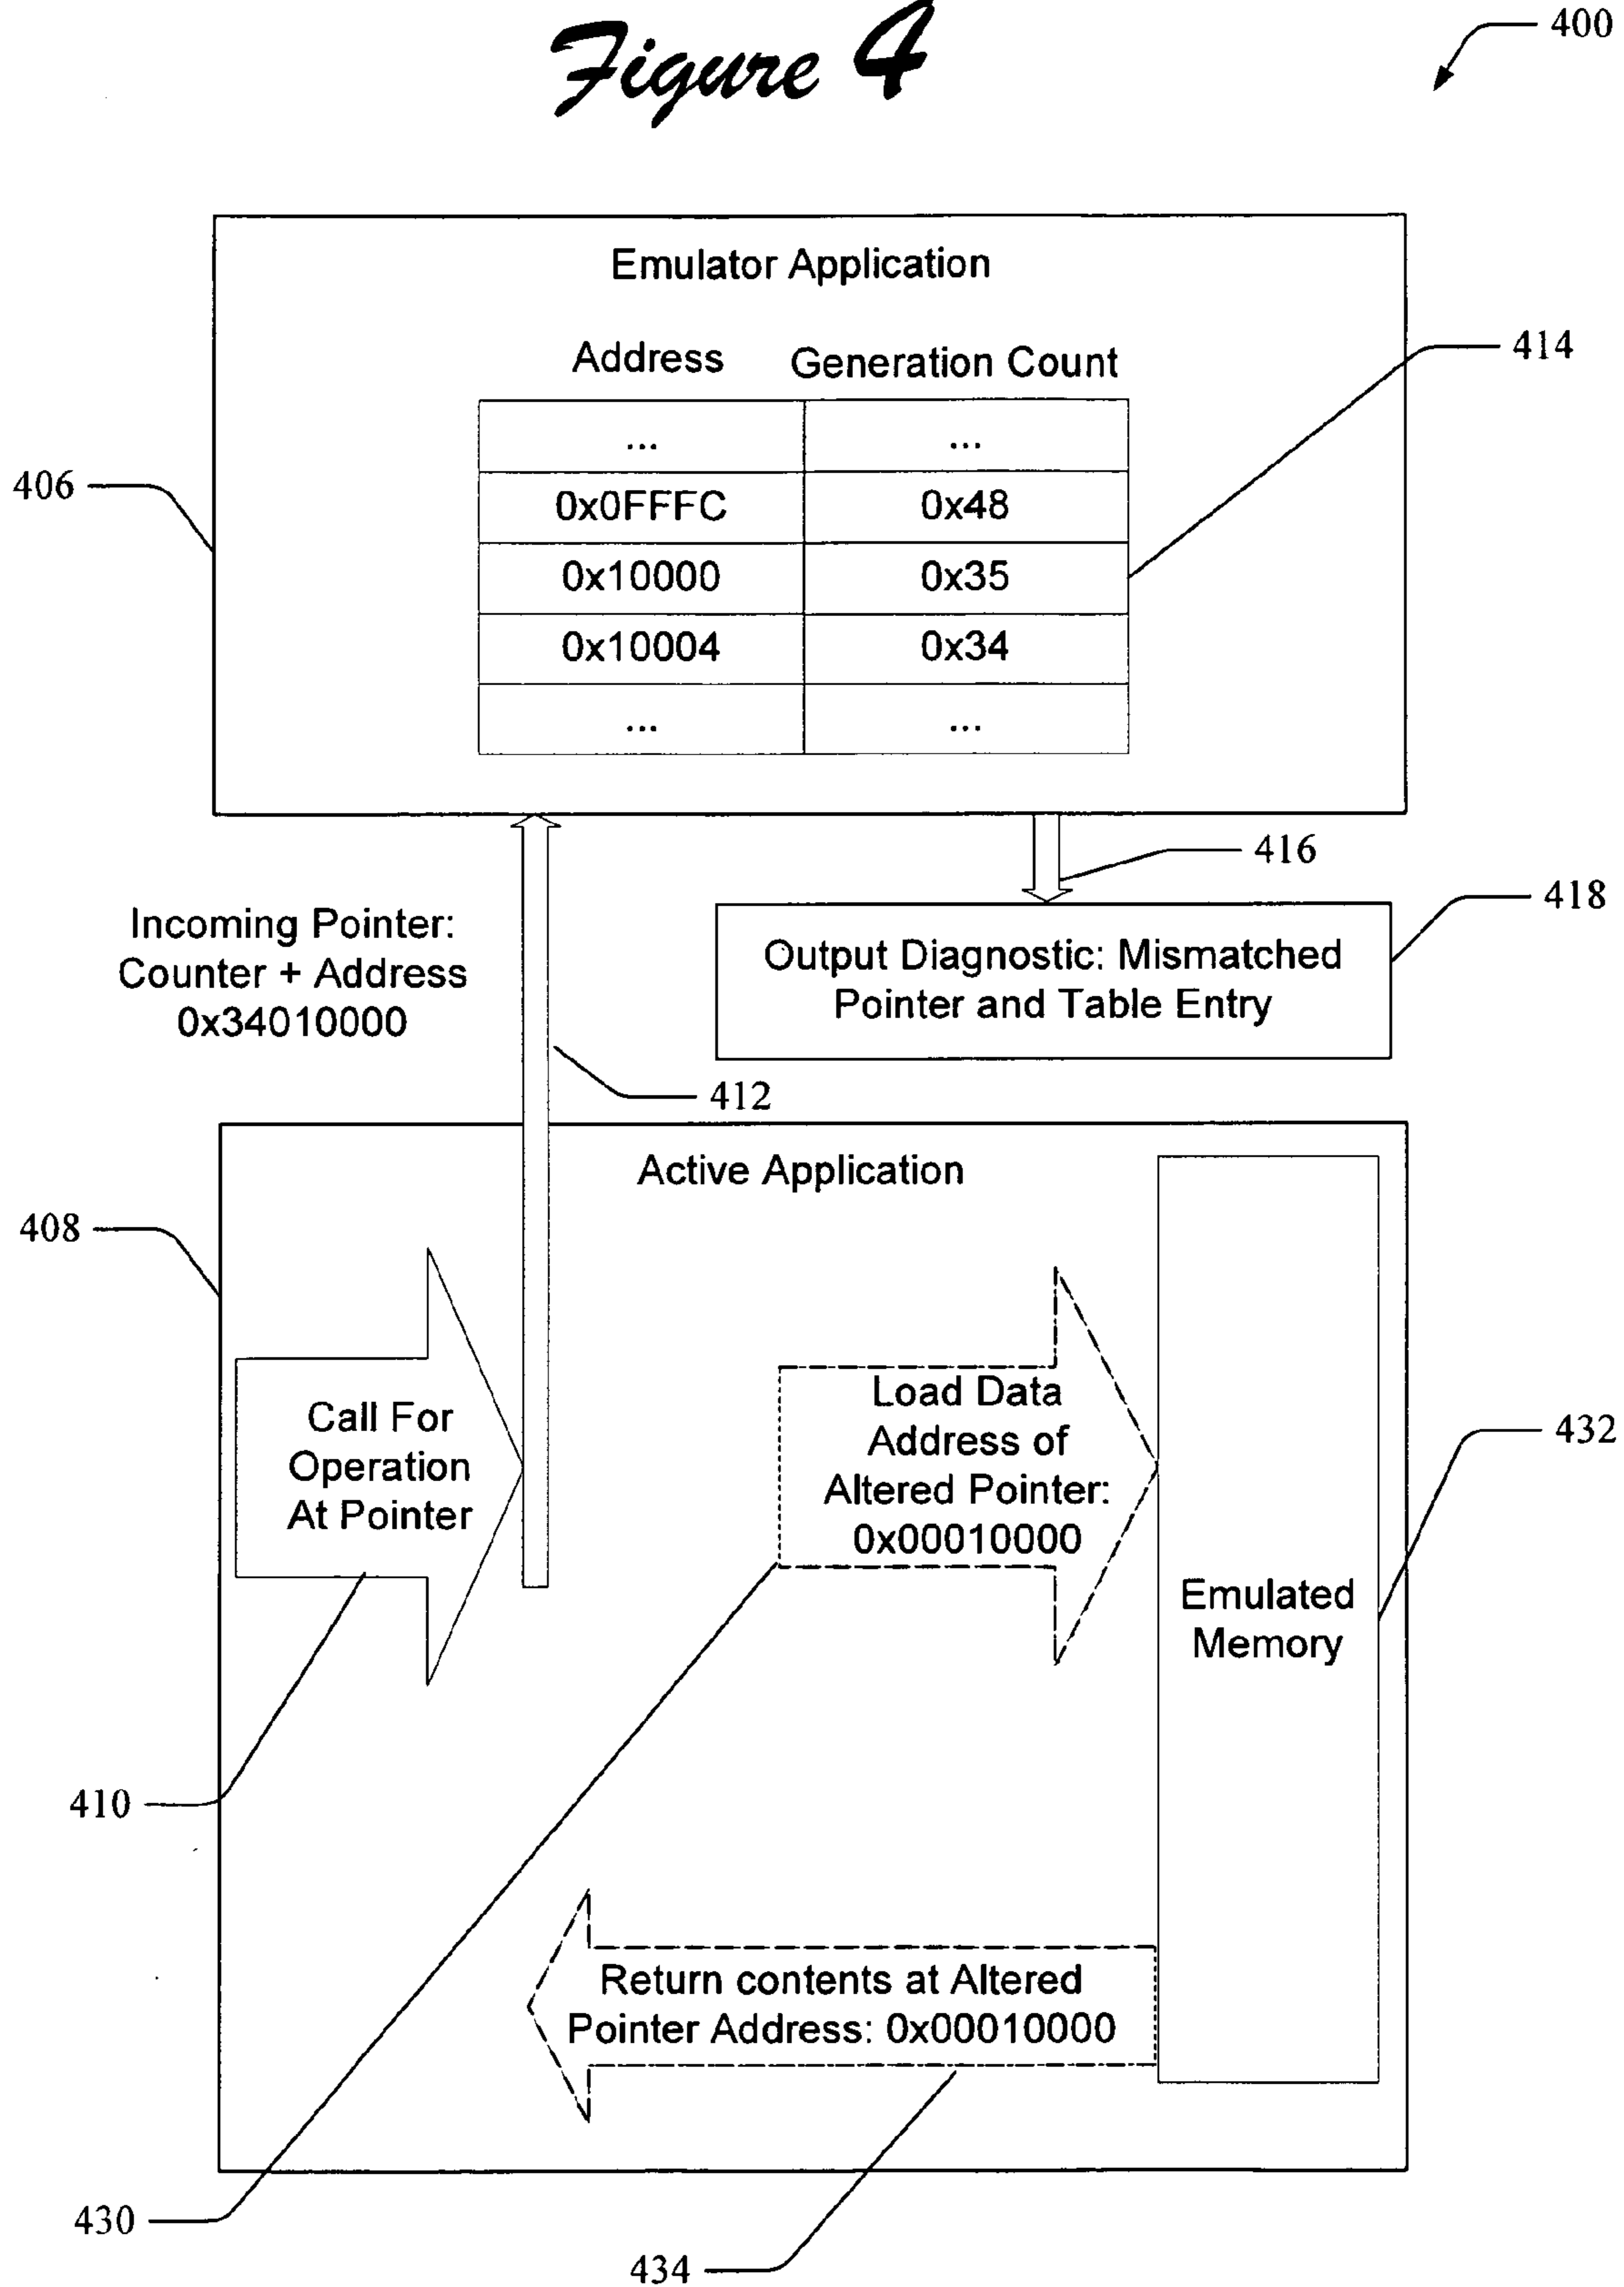 Figure 4
400
Emulator Application
Address Generation Count
... ...
0x0FFFC 0x48
0x10000 0x35
0x10004 0x34
... ...
414
406
416
418
Incoming Pointer:
Counter + Address
0x34010000
Output Diagnostic: Mismatched
Pointer and Table Entry
412
Active Application
408
Call For
Operation
At Pointer
Load Data
Address of
Altered Pointer:
0x00010000
432
Emulated
Memory
410
Return contents at Altered
Pointer Address: 0x00010000
430
434